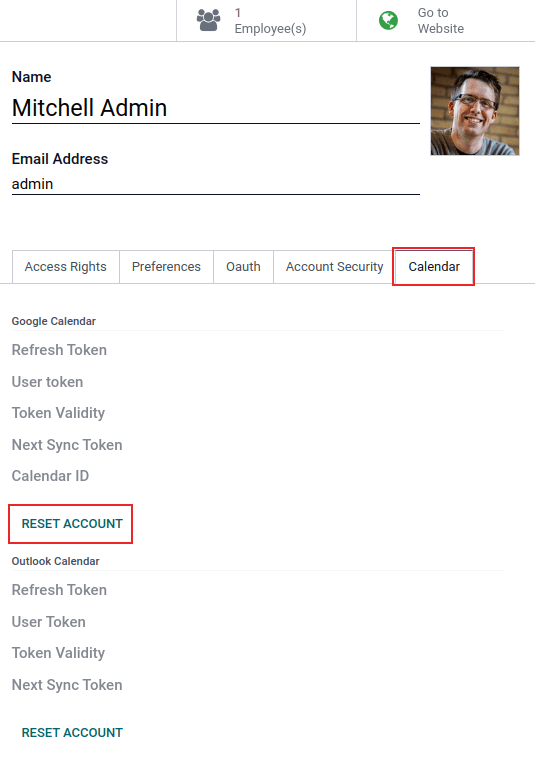 1
Employee(s)
Go to
Website
Name
Mitchell Admin
Email Address
admin
Access Rights
Preferences
Oauth
Account Security
Calendar
Google Calendar
Refresh Token
User token
Token Validity
Next Sync Token
Calendar ID
RESET ACCOUNT
Outlook Calendar
Refresh Token
User Token
Token Validity
Next Sync Token
RESET ACCOUNT